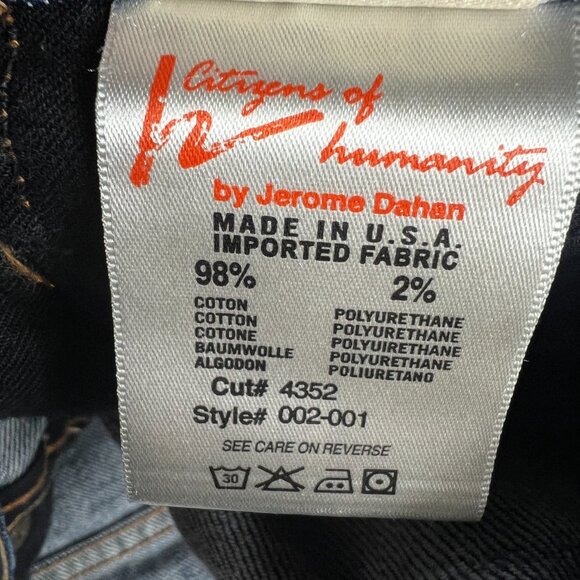 Citizens of
humanity
by Jerome Dahan
MADE IN U.S.A.
IMPORTED FABRIC
98% 2%
COTON POLYURETHANE
COTTON POLYURETHANE
COTONE POLYUIRETHANE
BAUMWOLLE POLYURETHANE
ALGODON POLIURETANO
Cut# 4352
Style# 002-001
SEE CARE ON REVERSE
30